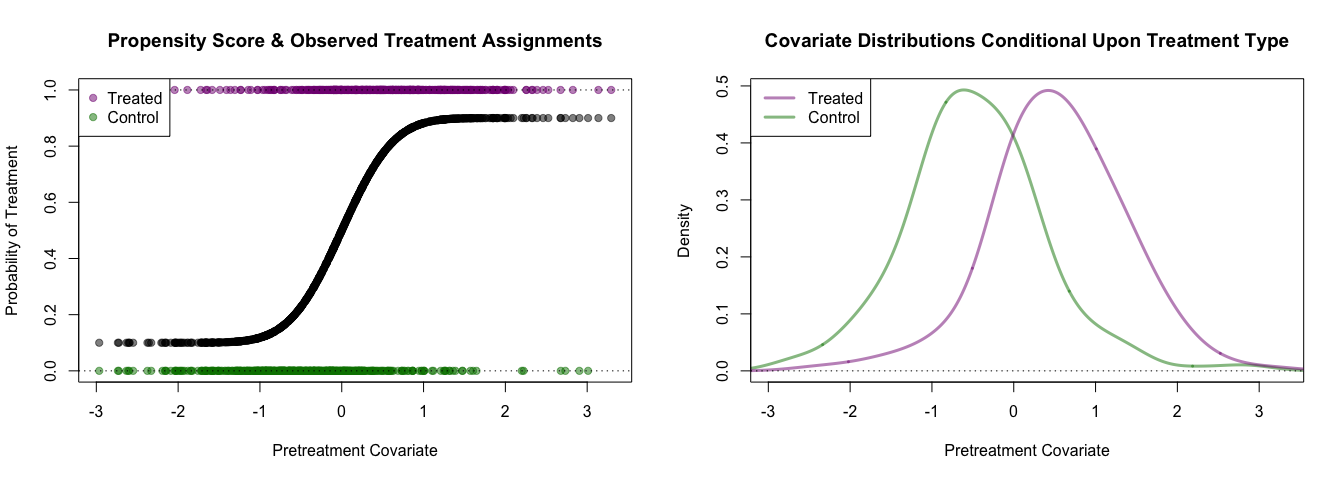 Propensity Score & Observed Treatment Assignments
Probability of Treatment
1.0
0.8
0.6
0.4
0.2
0.0
Treated
Control
-3 -2 -1 0 1 2 3
Pretreatment Covariate
Covariate Distributions Conditional Upon Treatment Type
Density
0.5
0.4
0.3
0.2
0.1
0.0
Treated
Control
-3 -2 -1 0 1 2 3
Pretreatment Covariate